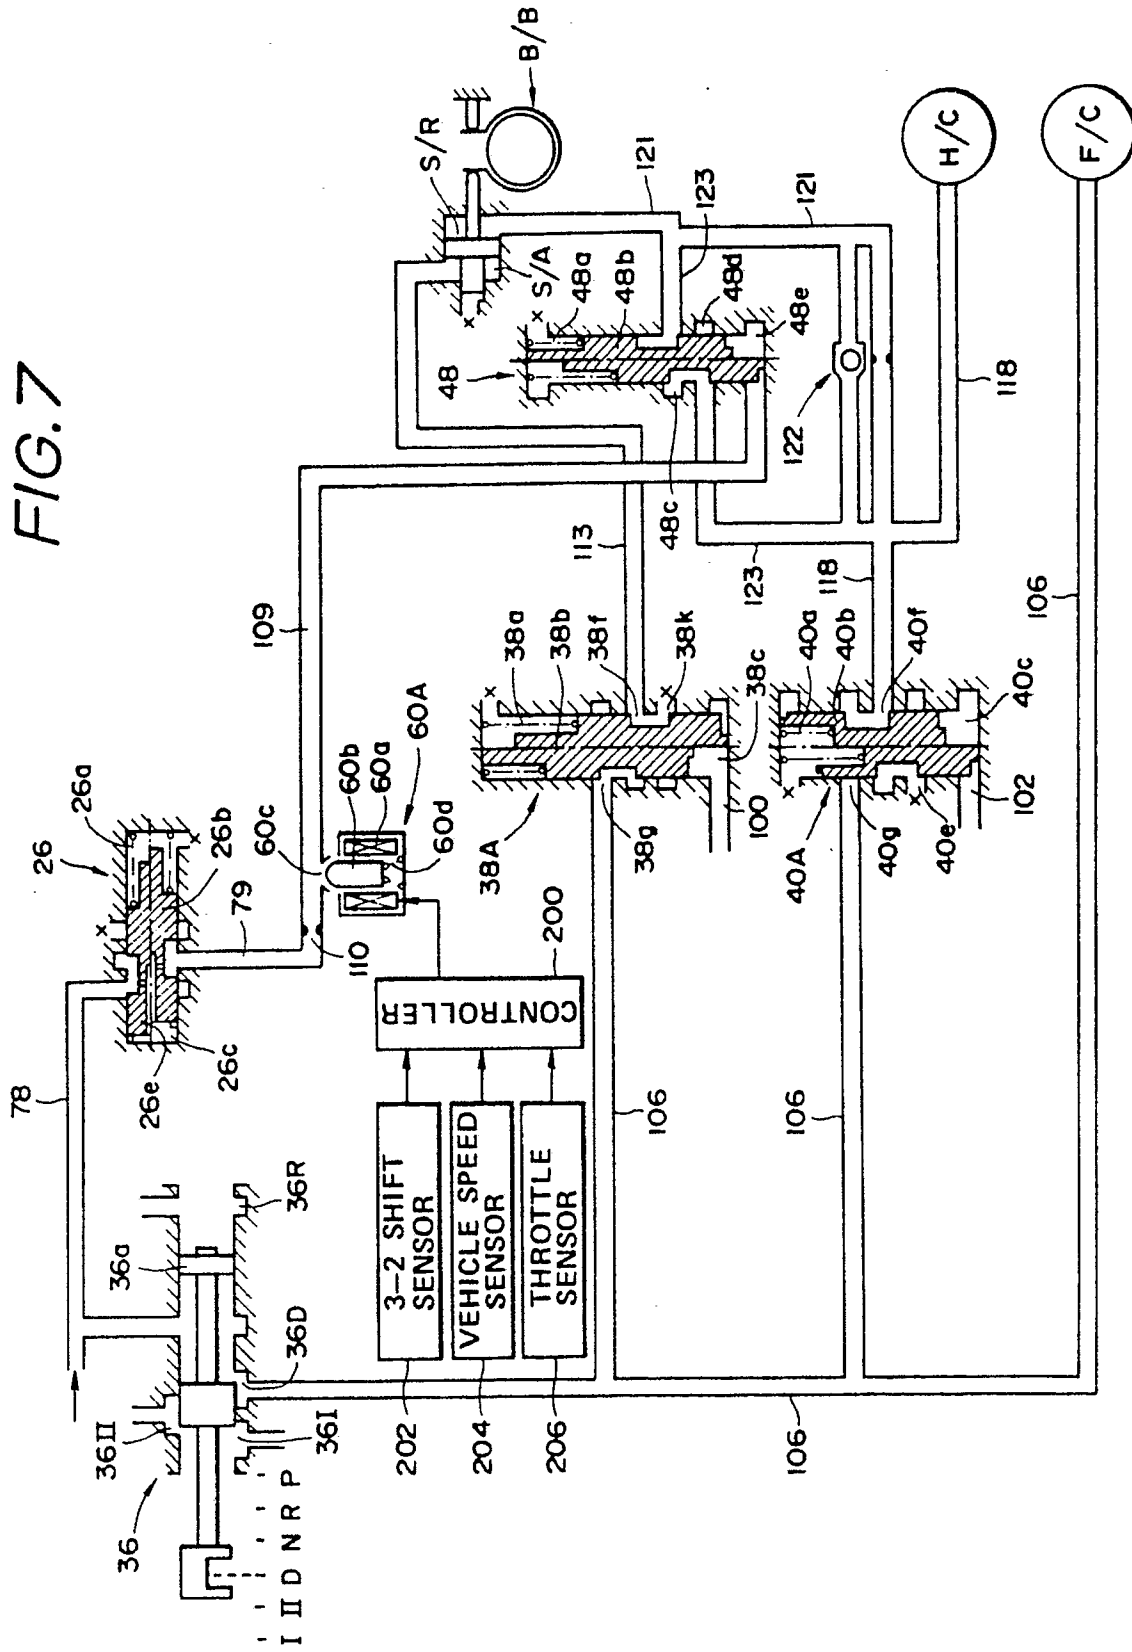 FIG. 7
78
26
26a
26b
26c
26e
79
109
110
60c
60b
60a
60d
60A
36
36II
36a
36R
36D
36I
I II D N R P
202
3-2 SHIFT SENSOR
204
VEHICLE SPEED SENSOR
206
THROTTLE SENSOR
200
CONTROLLER
106
106
106
106
38A
38a
38b
38f
38k
38c
38g
100
113
40A
40a
40b
40f
40c
40g
40e
102
118
118
123
123
48
48a
48b
48c
48d
48e
S/A
S/R
B/B
121
121
122
H/C
F/C
x
x
x
x
x
x
x
x